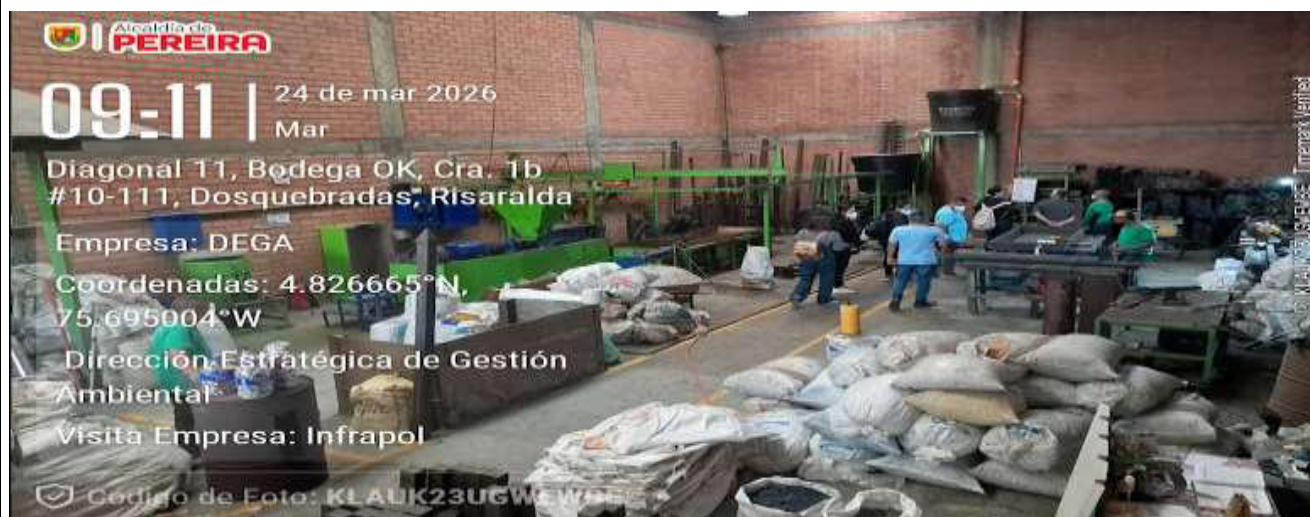 Alcaldía de
PEREIRA
09:11
24 de mar 2026
Mar
Diagonal 11, Bodega OK, Cra. 1b
#10-111, Dosquebradas, Risaralda
Empresa: DEGA
Coordenadas: 4.826665°N,
75.695004°W
Dirección Estratégica de Gestión
Ambiental
Visita Empresa: Infrapol
Código de Foto:
Timemark Verified